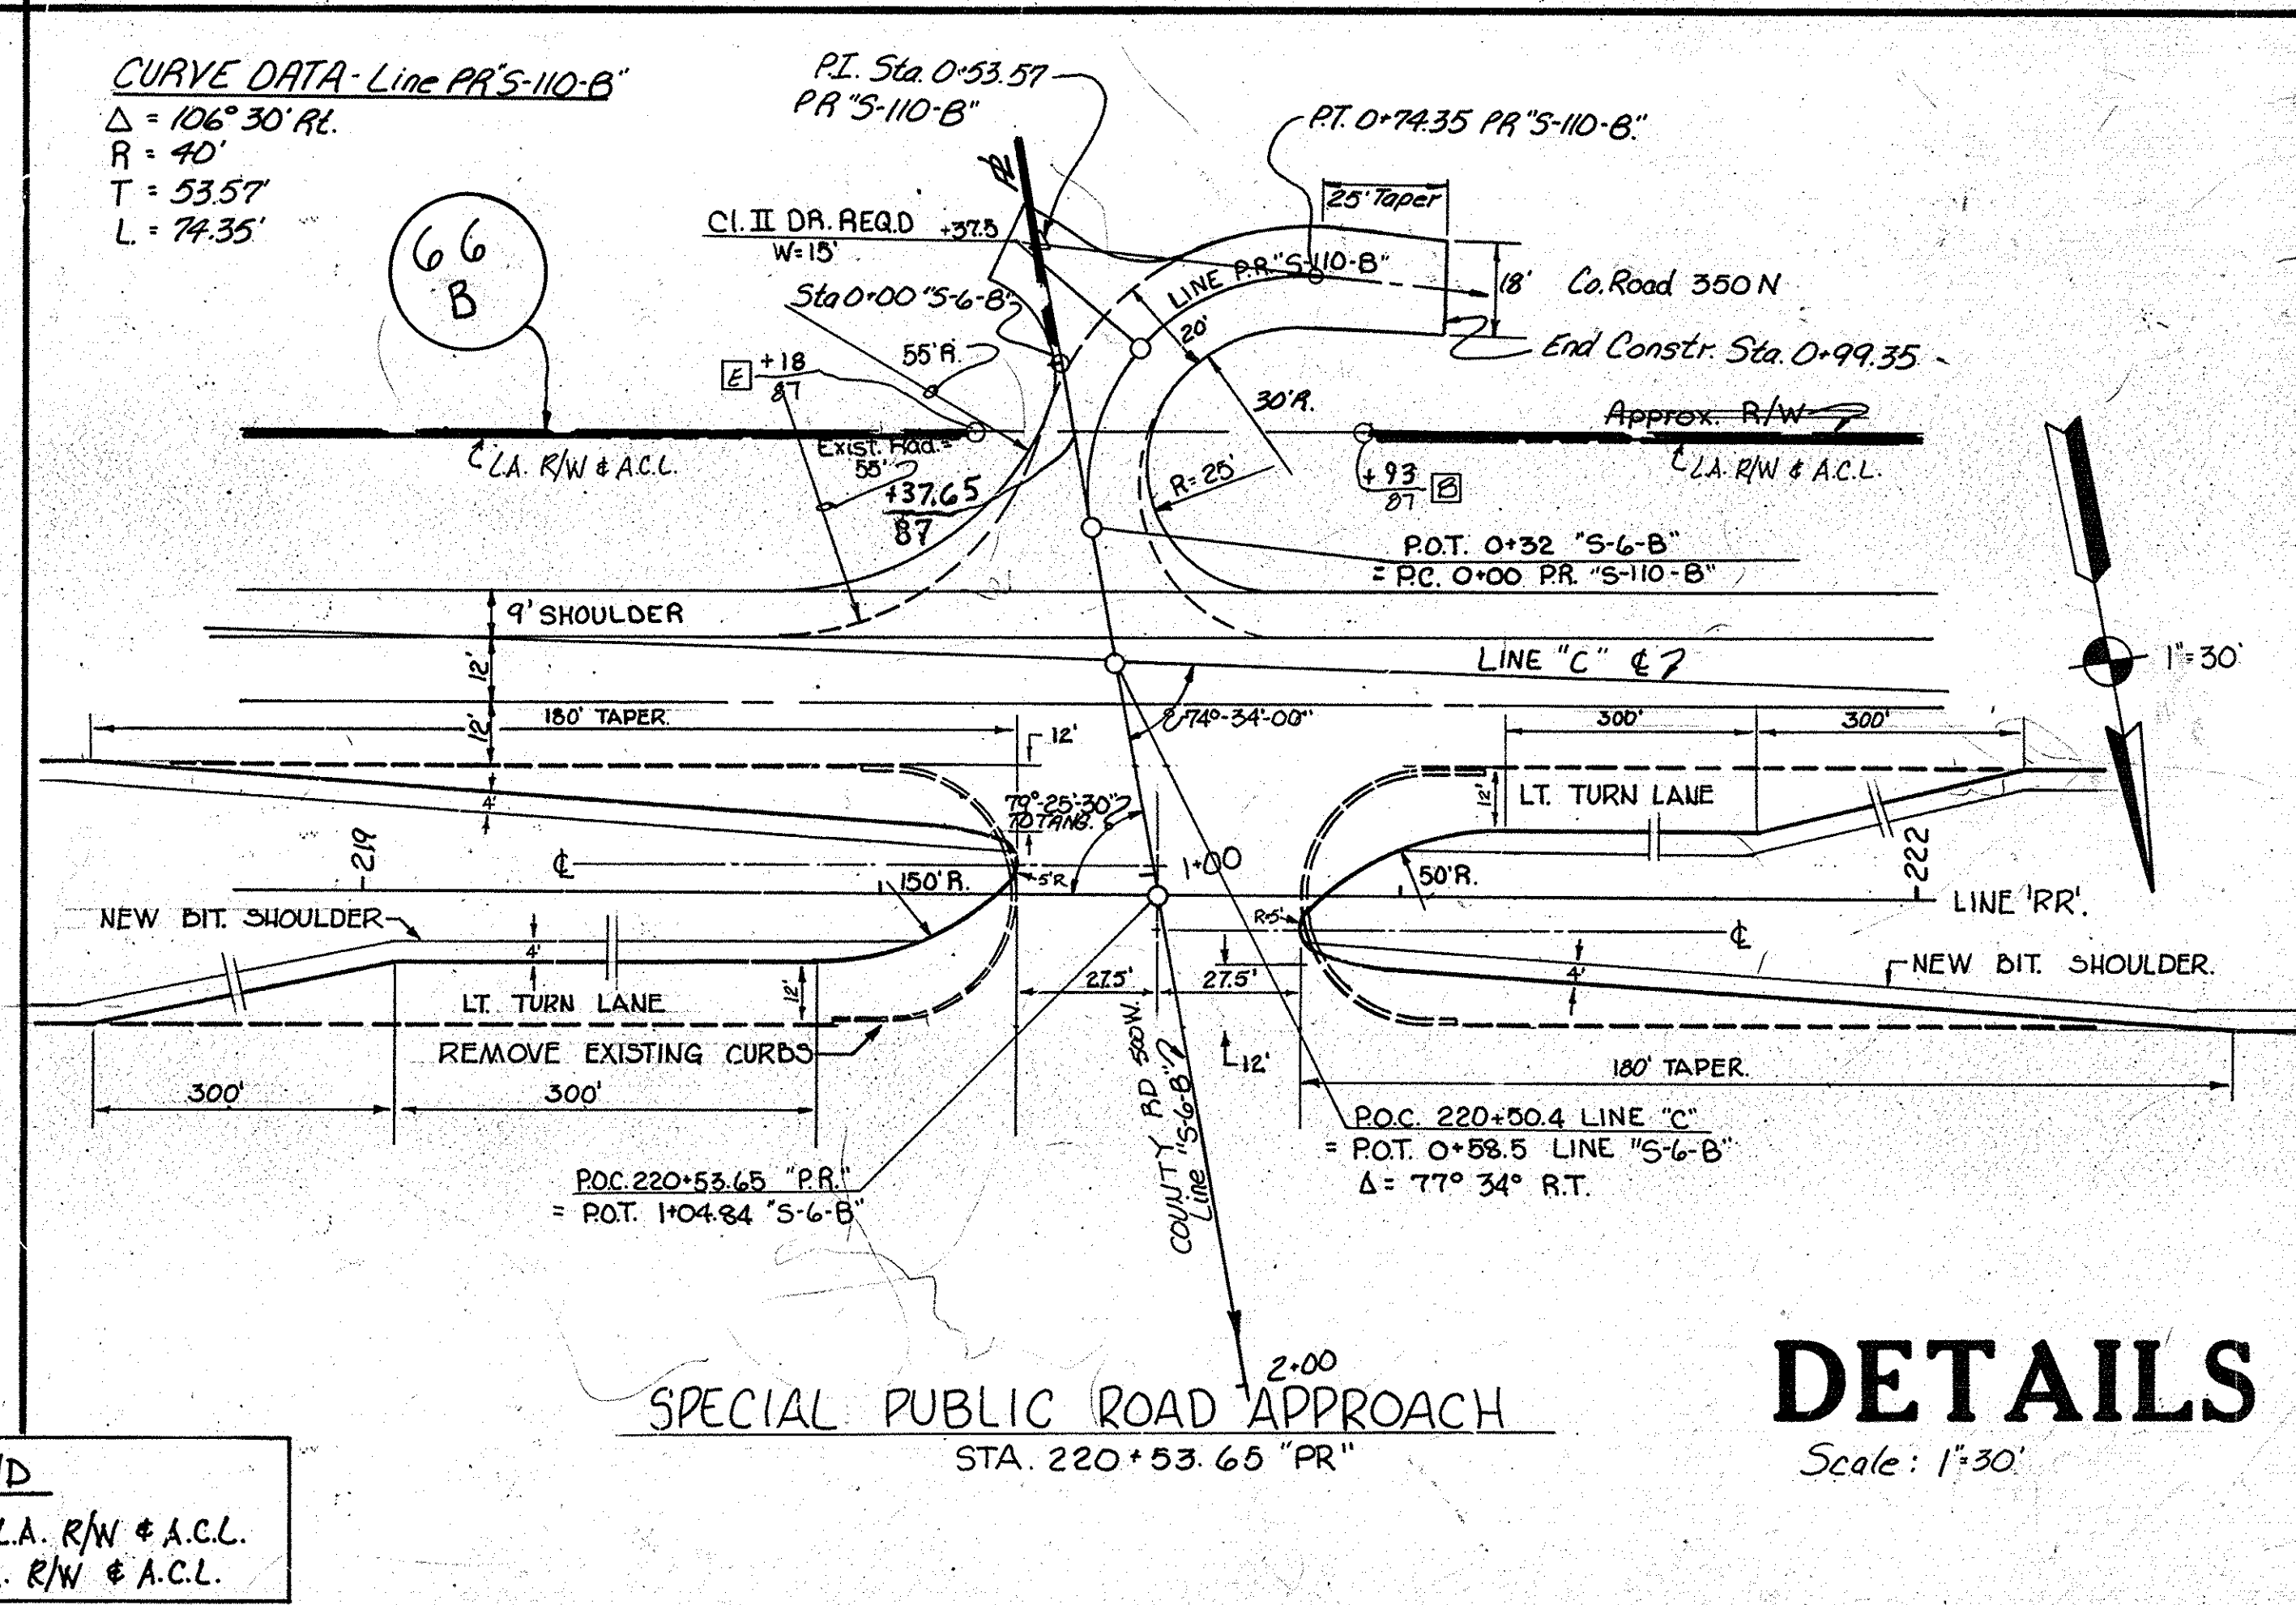 CURVE DATA - Line PR "S-110-B"
Δ = 106° 30' Rt.
R = 40'
T = 53.57'
L = 74.35'
66
B
P.I. Sta. 0+53.57
PR "S-110-B"
P.T. 0+74.35 PR "S-110-B"
25' Taper
Cl. II DR. REQ.D +37.5
W=15'
Sta 0+00 "S-6-B"
LINE P.R. "S-110-B"
18'
Co. Road 350 N
End Constr. Sta. 0+99.35
20'
30'R.
55'R.
E +18
87
Approx. R/W
L.A. R/W & A.C.L.
L.A. R/W & A.C.L.
Exist. Rad.=
55'
+37.65
87
R=25'
+93 B
87
P.O.T. 0+32 "S-6-B"
= P.C. 0+00 P.R. "S-110-B"
9' SHOULDER
12'
12'
LINE "C" ℄
1"=30'
180' TAPER.
12'
74°-34'-00"
300'
300'
4'
79°-25'-30"
TO TANG.
12'
LT. TURN LANE
219
℄
1+00
222
150'R.
5'R
50'R.
LINE 'RR'.
NEW BIT. SHOULDER
R=5'
℄
4'
27.5'
27.5'
4'
NEW BIT. SHOULDER.
LT. TURN LANE
12'
REMOVE EXISTING CURBS
12'
300'
300'
180' TAPER.
COUNTY RD 500W.
Line "S-6-B"
P.O.C. 220+50.4 LINE "C"
= P.O.T. 0+58.5 LINE "S-6-B"
Δ = 77° 34° R.T.
P.O.C. 220+53.65 "P.R."
= P.O.T. 1+04.84 "S-6-B"
2+00
SPECIAL PUBLIC ROAD APPROACH
STA. 220+53.65 "PR"
DETAILS
Scale: 1"=30'
L.A. R/W & A.C.L.
R/W & A.C.L.